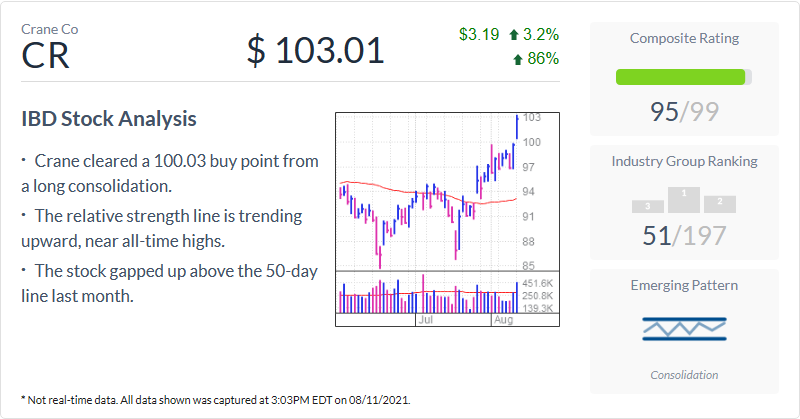 Crane Co
CR
$ 103.01
$3.19 3.2%
86%
IBD Stock Analysis
• Crane cleared a 100.03 buy point from
a long consolidation.
• The relative strength line is trending
upward, near all-time highs.
• The stock gapped up above the 50-day
line last month.
103
100
97
94
91
88
85
451.6K
250.8K
139.3K
Jul
Aug
Composite Rating
95/99
Industry Group Ranking
3
1
2
51/197
Emerging Pattern
Consolidation
* Not real-time data. All data shown was captured at 3:03PM EDT on 08/11/2021.